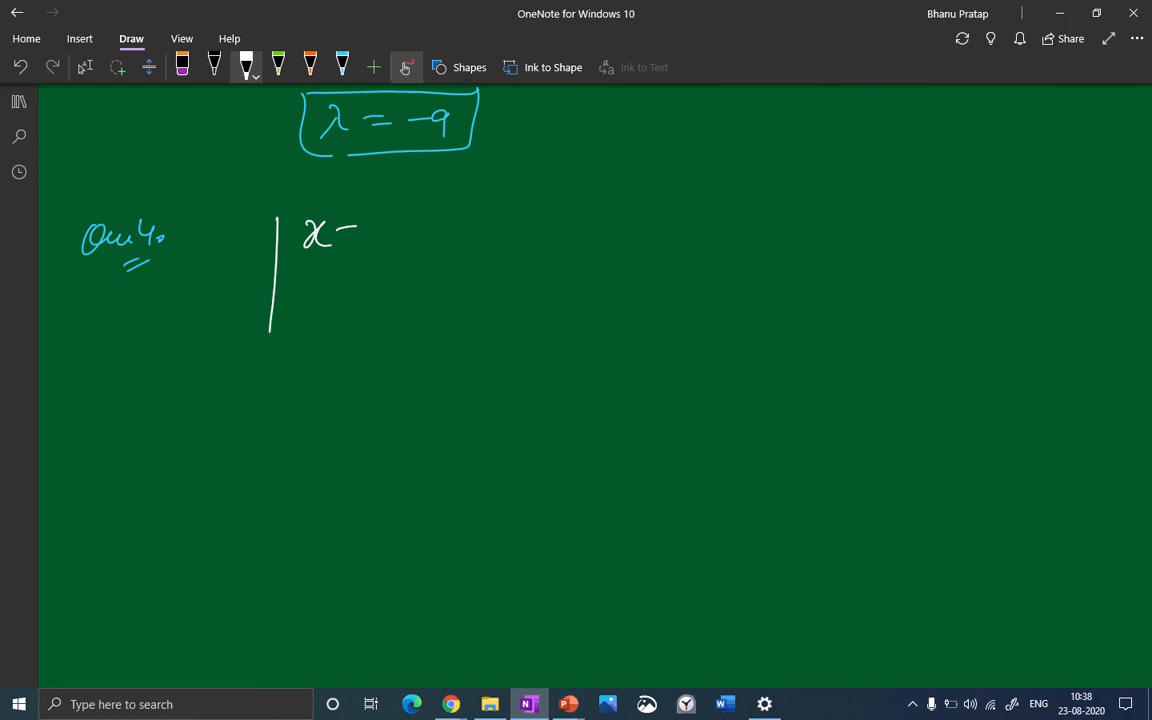 OneNote for Windows 10
Bhanu Pratap
Home Insert Draw View Help
Share
Shapes
Ink to Shape
Ink to Text
λ = -9
Qu 4.
| x -
Type here to search
ENG
10:38
23-08-2020